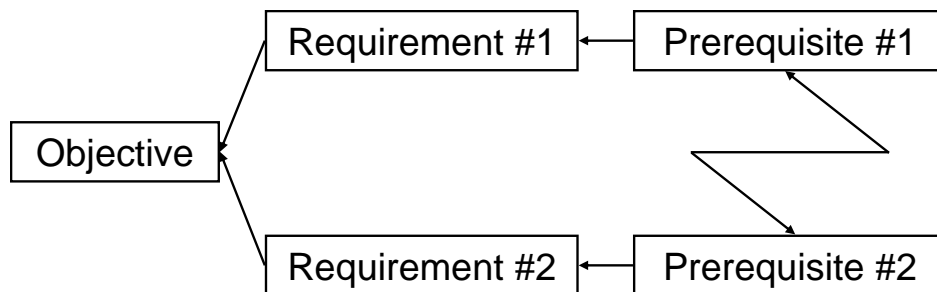 Requirement #1
Prerequisite #1
Objective
Requirement #2
Prerequisite #2